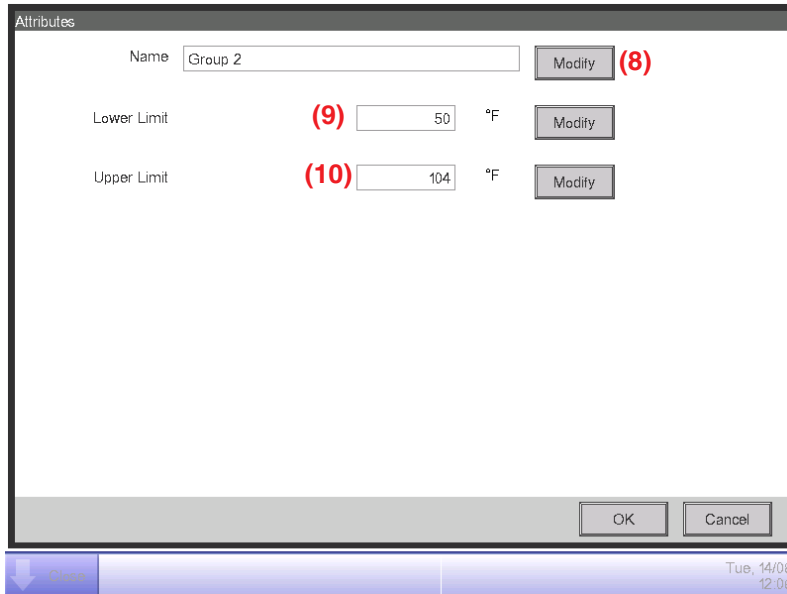 Attributes
Name Group 2 Modify (8)
Lower Limit (9) 50 °F Modify
Upper Limit (10) 104 °F Modify
OK Cancel
Close Tue, 14/08
12:0